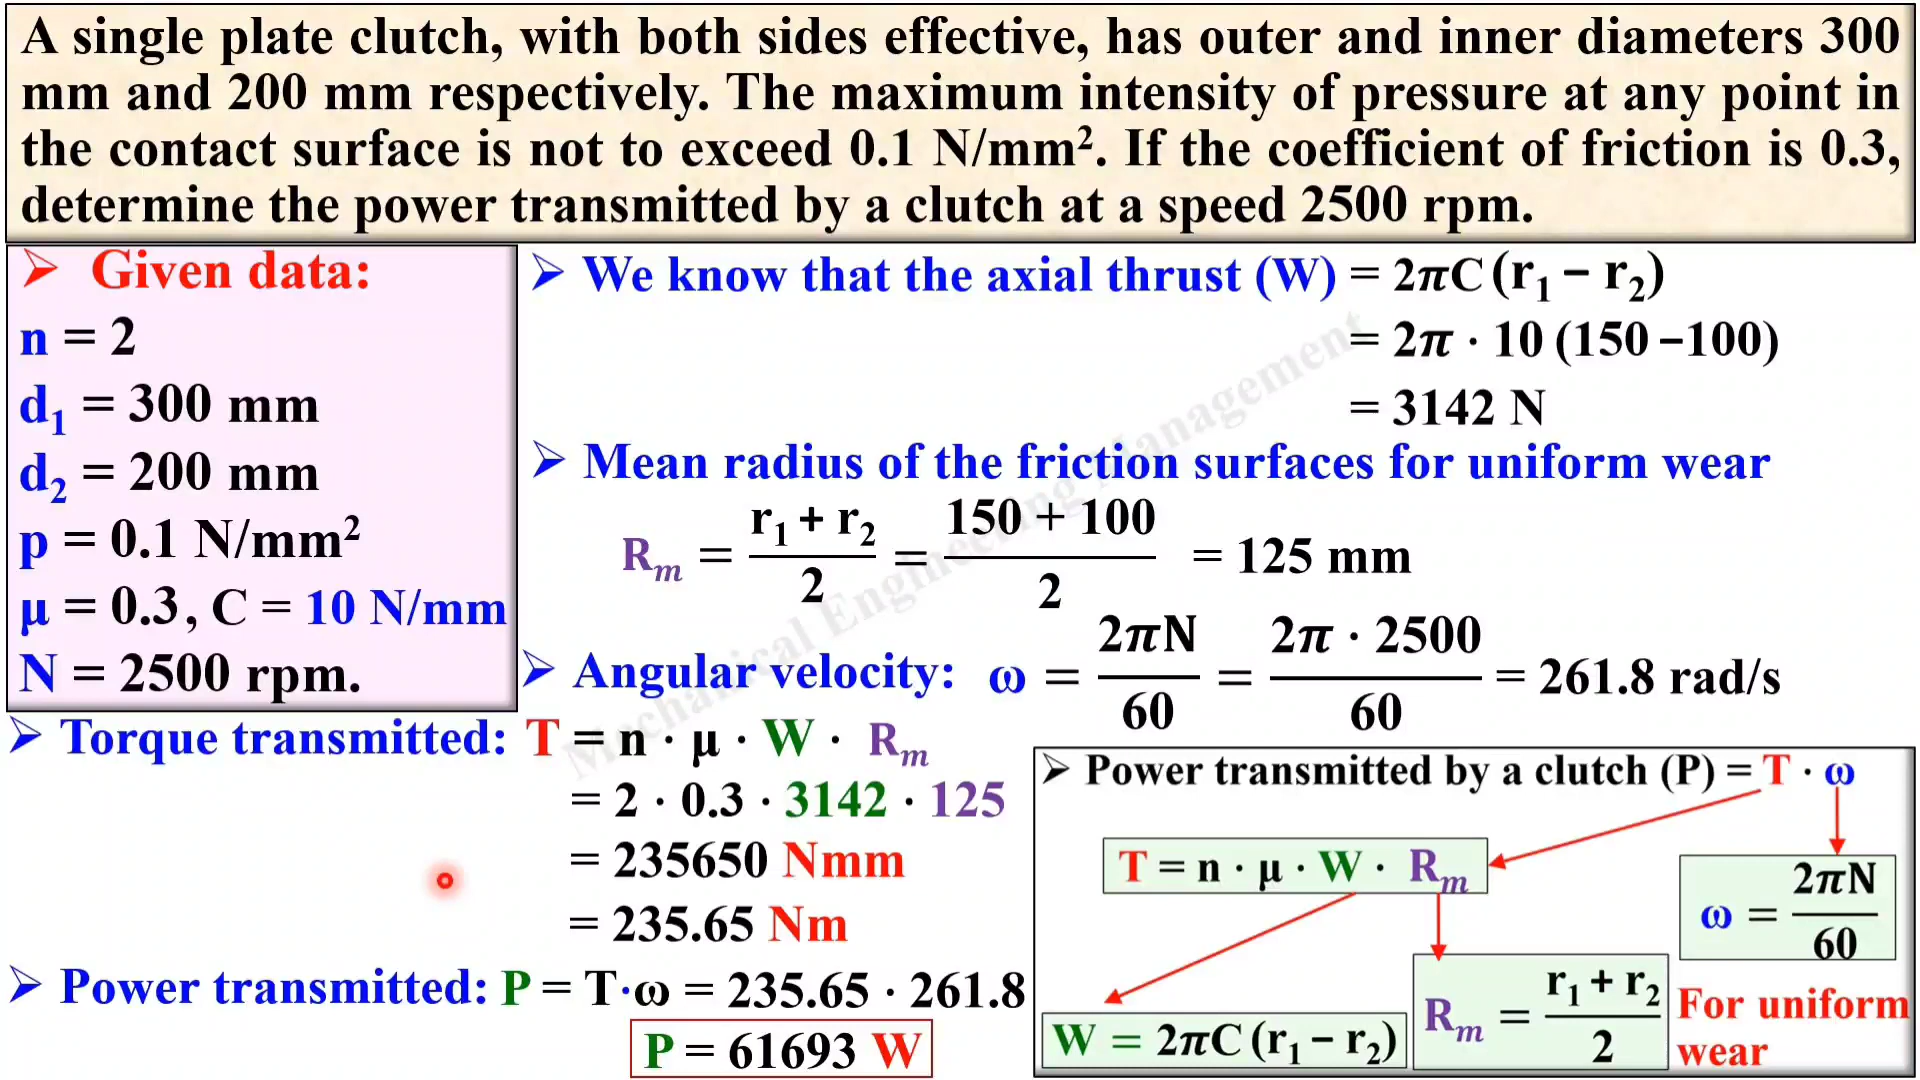 A single plate clutch, with both sides effective, has outer and inner diameters 300
mm and 200 mm respectively. The maximum intensity of pressure at any point in
the contact surface is not to exceed 0.1 N/mm². If the coefficient of friction is 0.3,
determine the power transmitted by a clutch at a speed 2500 rpm.
➢ Given data:
n = 2
d₁ = 300 mm
d₂ = 200 mm
p = 0.1 N/mm²
μ = 0.3, C = 10 N/mm
N = 2500 rpm.
➢ We know that the axial thrust (W) = 2πC (r₁ − r₂)
= 2π · 10 (150 −100)
= 3142 N
➢ Mean radius of the friction surfaces for uniform wear
Rₘ = (r₁ + r₂)/2 = (150 + 100)/2 = 125 mm
➢ Angular velocity: ω = 2πN/60 = 2π · 2500/60 = 261.8 rad/s
➢ Torque transmitted: T = n · μ · W · Rₘ
= 2 · 0.3 · 3142 · 125
= 235650 Nmm
= 235.65 Nm
➢ Power transmitted: P = T·ω = 235.65 · 261.8
P = 61693 W
➢ Power transmitted by a clutch (P) = T · ω
T = n · μ · W · Rₘ
ω = 2πN/60
W = 2πC (r₁ − r₂)
Rₘ = (r₁ + r₂)/2
For uniform
wear
Mechanical Engineering Management